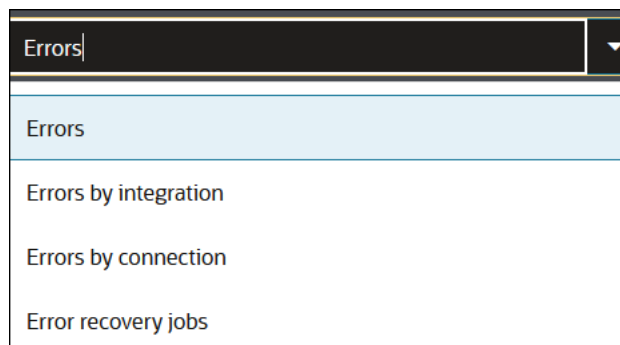 Errors
Errors
Errors by integration
Errors by connection
Error recovery jobs